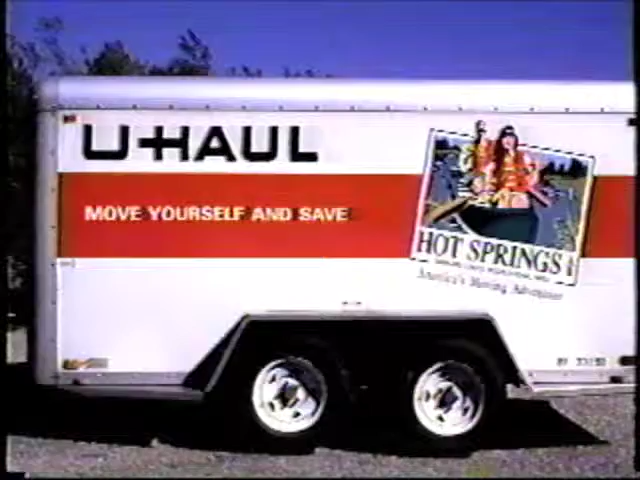 U-HAUL
MOVE YOURSELF AND SAVE
HOT SPRINGS
America's Moving Adventure